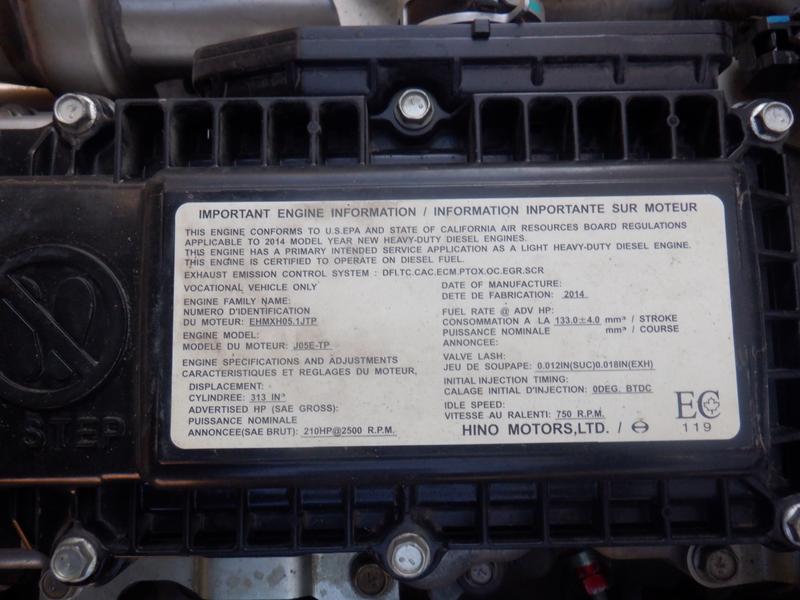 IMPORTANT ENGINE INFORMATION / INFORMATION INPORTANTE SUR MOTEUR
THIS ENGINE CONFORMS TO U.S.EPA AND STATE OF CALIFORNIA AIR RESOURCES BOARD REGULATIONS
APPLICABLE TO 2014 MODEL YEAR NEW HEAVY-DUTY DIESEL ENGINES.
THIS ENGINE HAS A PRIMARY INTENDED SERVICE APPLICATION AS A LIGHT HEAVY-DUTY DIESEL ENGINE.
THIS ENGINE IS CERTIFIED TO OPERATE ON DIESEL FUEL.
EXHAUST EMISSION CONTROL SYSTEM : DFI.TC.CAC.ECM.PTOX.OC.EGR.SCR
VOCATIONAL VEHICLE ONLY
ENGINE FAMILY NAME:
NUMERO D'IDENTIFICATION
DU MOTEUR: EHMXH05.1JTP
ENGINE MODEL:
MODELE DU MOTEUR: J05E-TP
ENGINE SPECIFICATIONS AND ADJUSTMENTS
CARACTERISTIQUES ET REGLAGES DU MOTEUR,
DISPLACEMENT:
CYLINDREE: 313 IN³
ADVERTISED HP (SAE GROSS):
PUISSANCE NOMINALE
ANNONCEE(SAE BRUT): 210HP@2500 R.P.M.
DATE OF MANUFACTURE:
DETE DE FABRICATION: 2014
FUEL RATE @ ADV HP:
CONSOMMATION A LA 133.0±4.0 mm³ / STROKE
PUISSANCE NOMINALE mm³ / COURSE
ANNONCEE:
VALVE LASH:
JEU DE SOUPAPE: 0.012IN(SUC)0.018IN(EXH)
INITIAL INJECTION TIMING:
CALAGE INITIAL D'INJECTION: 0DEG. BTDC
IDLE SPEED:
VITESSE AU RALENTI: 750 R.P.M.
HINO MOTORS,LTD. /
EC
119
STEP